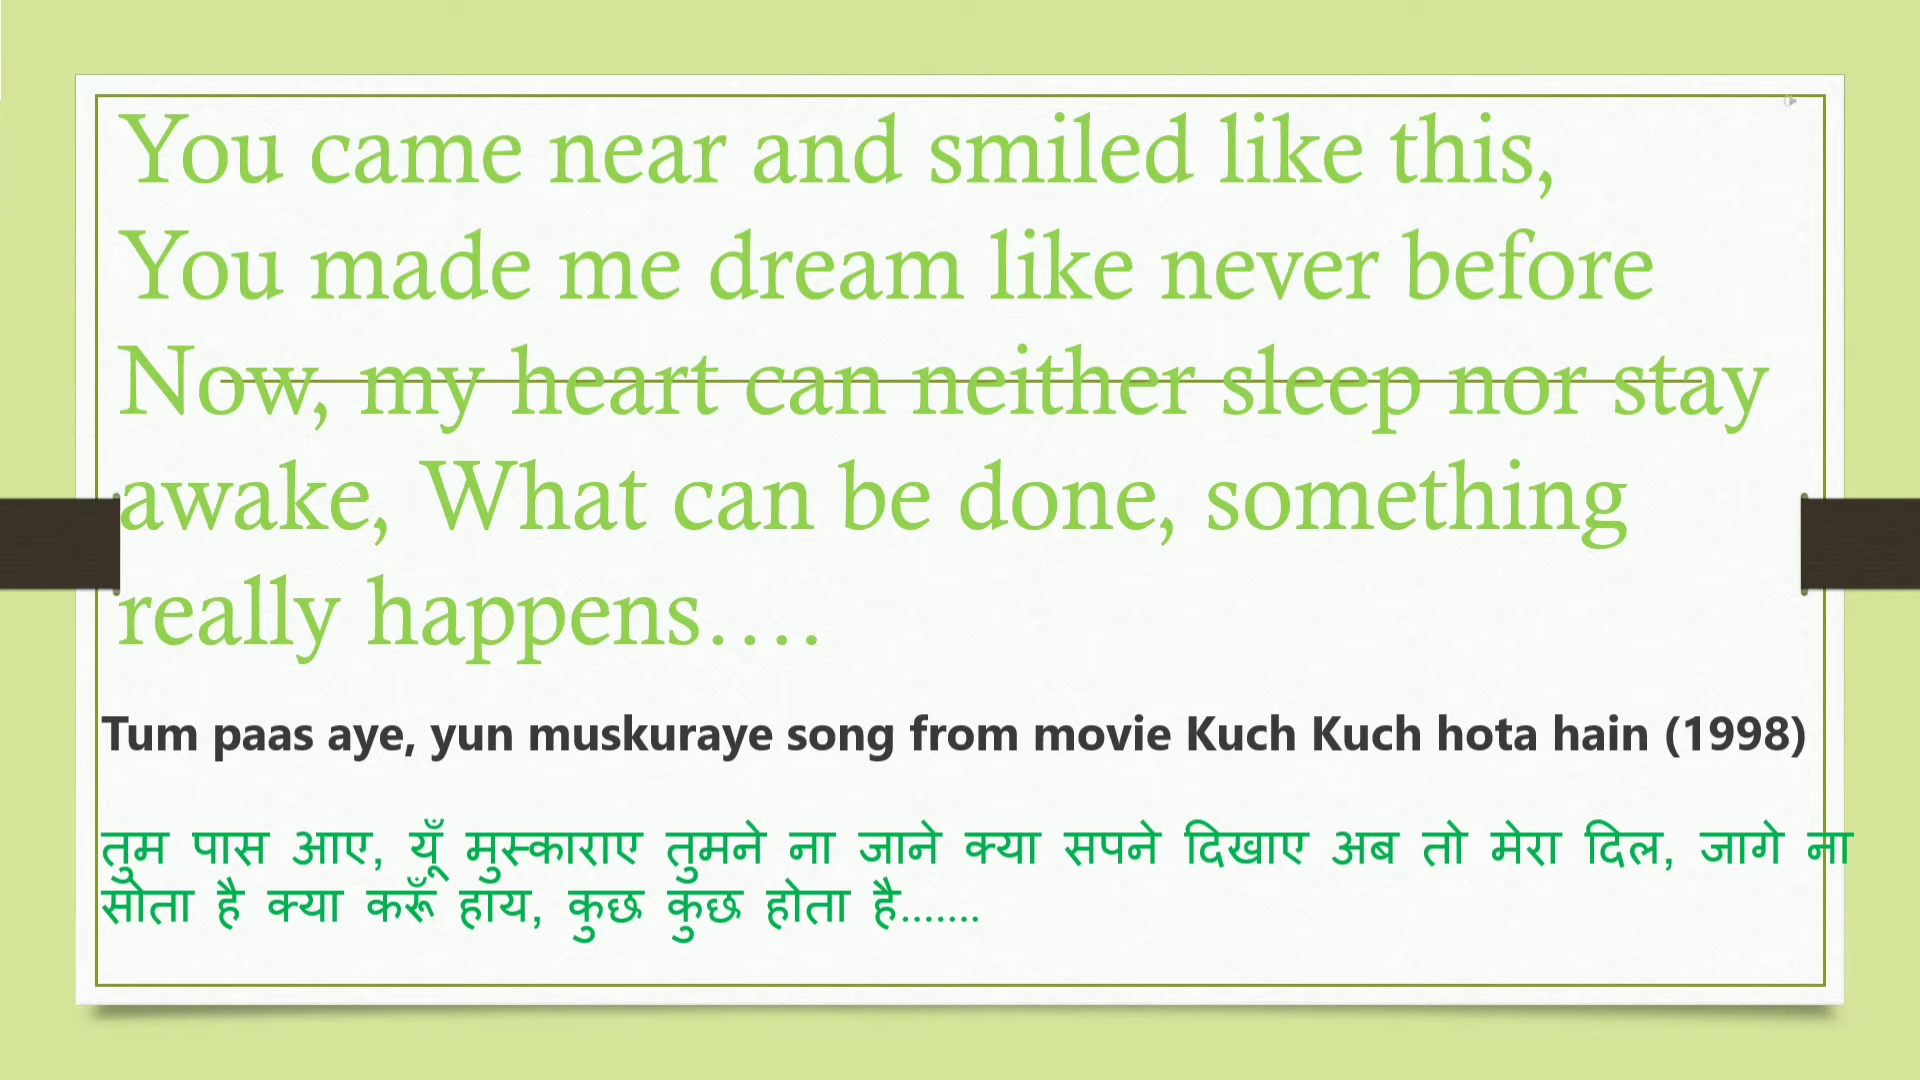 You came near and smiled like this,
You made me dream like never before
Now, my heart can neither sleep nor stay
awake, What can be done, something
really happens….
Tum paas aye, yun muskuraye song from movie Kuch Kuch hota hain (1998)
तुम पास आए, यूँ मुस्काराए तुमने ना जाने क्या सपने दिखाए अब तो मेरा दिल, जागे ना
सोता है क्या करूँ हाय, कुछ कुछ होता है.......